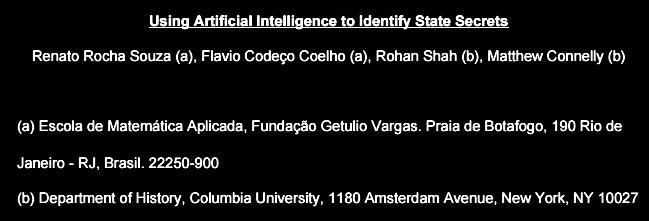 Using Artificial Intelligence to Identify State Secrets
Renato Rocha Souza (a), Flavio Codeço Coelho (a), Rohan Shah (b), Matthew Connelly (b)
(a) Escola de Matemática Aplicada, Fundação Getulio Vargas. Praia de Botafogo, 190 Rio de
Janeiro - RJ, Brasil. 22250-900
(b) Department of History, Columbia University, 1180 Amsterdam Avenue, New York, NY 10027